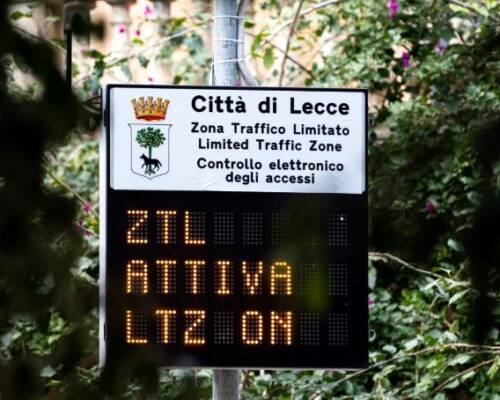 Città di Lecce
Zona Traffico Limitato
Limited Traffic Zone
Controllo elettronico
degli accessi
ZTL
ATTIVA
LTZ ON